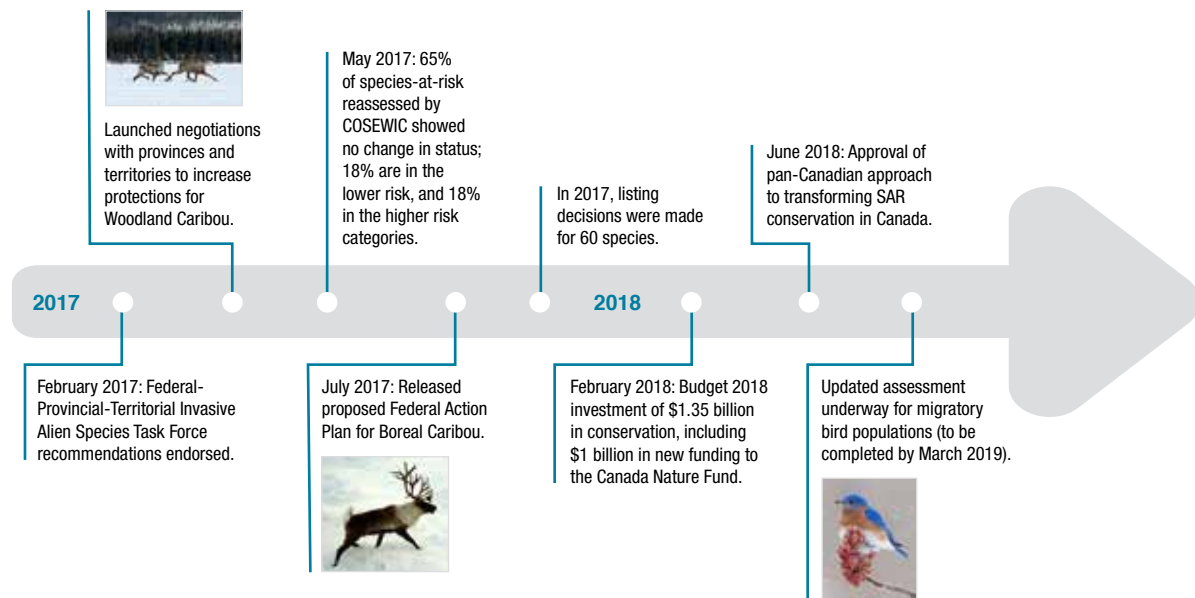 Launched negotiations
with provinces and
territories to increase
protections for
Woodland Caribou.
May 2017: 65%
of species-at-risk
reassessed by
COSEWIC showed
no change in status;
18% are in the
lower risk, and 18%
in the higher risk
categories.
In 2017, listing
decisions were made
for 60 species.
June 2018: Approval of
pan-Canadian approach
to transforming SAR
conservation in Canada.
2017
2018
February 2017: Federal-
Provincial-Territorial Invasive
Alien Species Task Force
recommendations endorsed.
July 2017: Released
proposed Federal Action
Plan for Boreal Caribou.
February 2018: Budget 2018
investment of $1.35 billion
in conservation, including
$1 billion in new funding to
the Canada Nature Fund.
Updated assessment
underway for migratory
bird populations (to be
completed by March 2019).